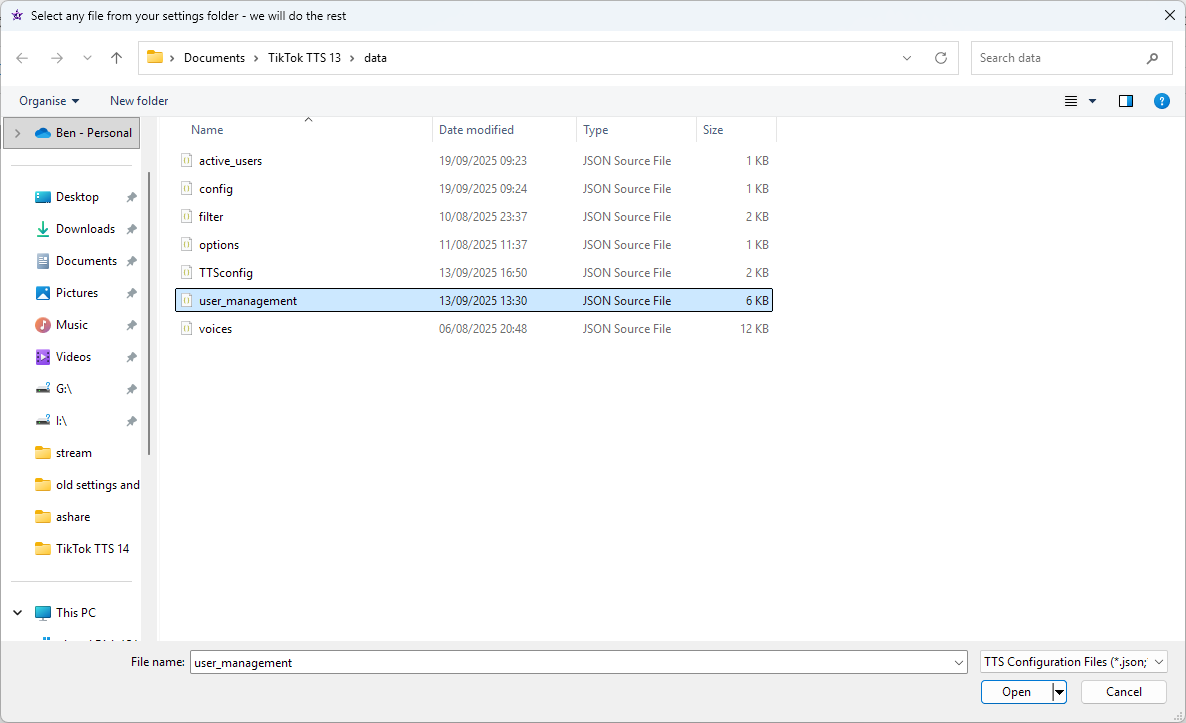 Select any file from your settings folder - we will do the rest
Documents > TikTok TTS 13 > data
Search data
Organise
New folder
Name
Date modified
Type
Size
Ben - Personal
Desktop
Downloads
Documents
Pictures
Music
Videos
G:\
I:\
stream
old settings and
ashare
TikTok TTS 14
This PC
active_users 19/09/2025 09:23 JSON Source File 1 KB
config 19/09/2025 09:24 JSON Source File 1 KB
filter 10/08/2025 23:37 JSON Source File 2 KB
options 11/08/2025 11:37 JSON Source File 1 KB
TTSconfig 13/09/2025 16:50 JSON Source File 2 KB
user_management 13/09/2025 13:30 JSON Source File 6 KB
voices 06/08/2025 20:48 JSON Source File 12 KB
File name: user_management
TTS Configuration Files (*.json;
Open
Cancel